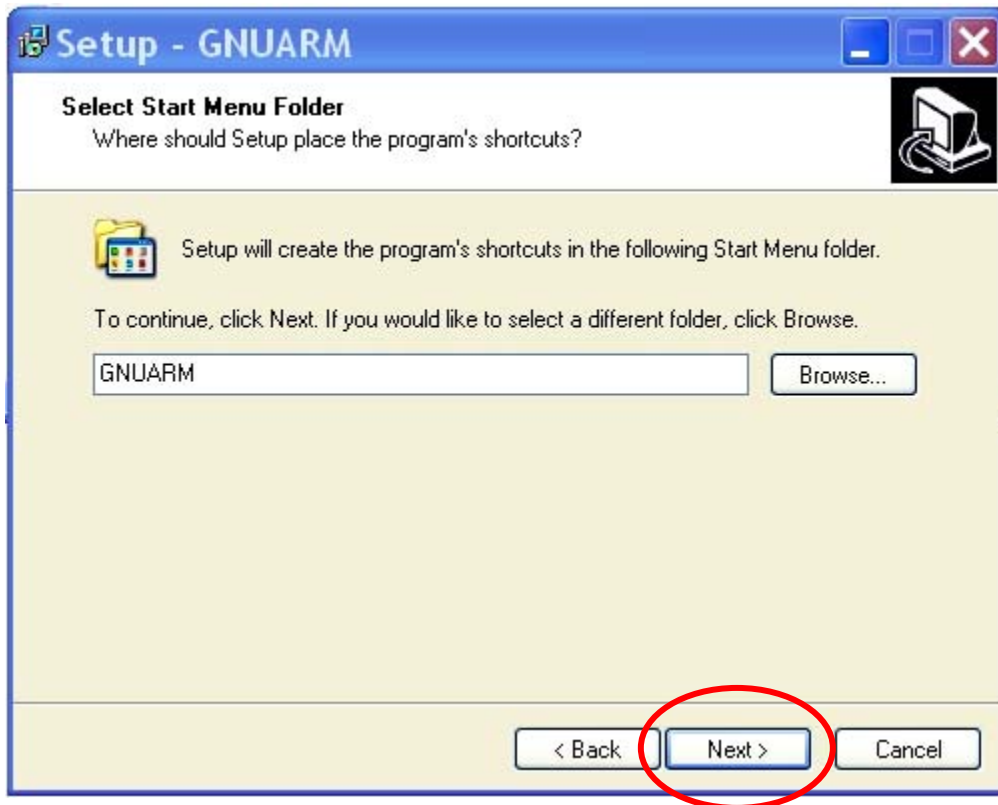 Setup - GNUARM
Select Start Menu Folder
Where should Setup place the program's shortcuts?
Setup will create the program's shortcuts in the following Start Menu folder.
To continue, click Next. If you would like to select a different folder, click Browse.
GNUARM
Browse...
< Back
Next >
Cancel